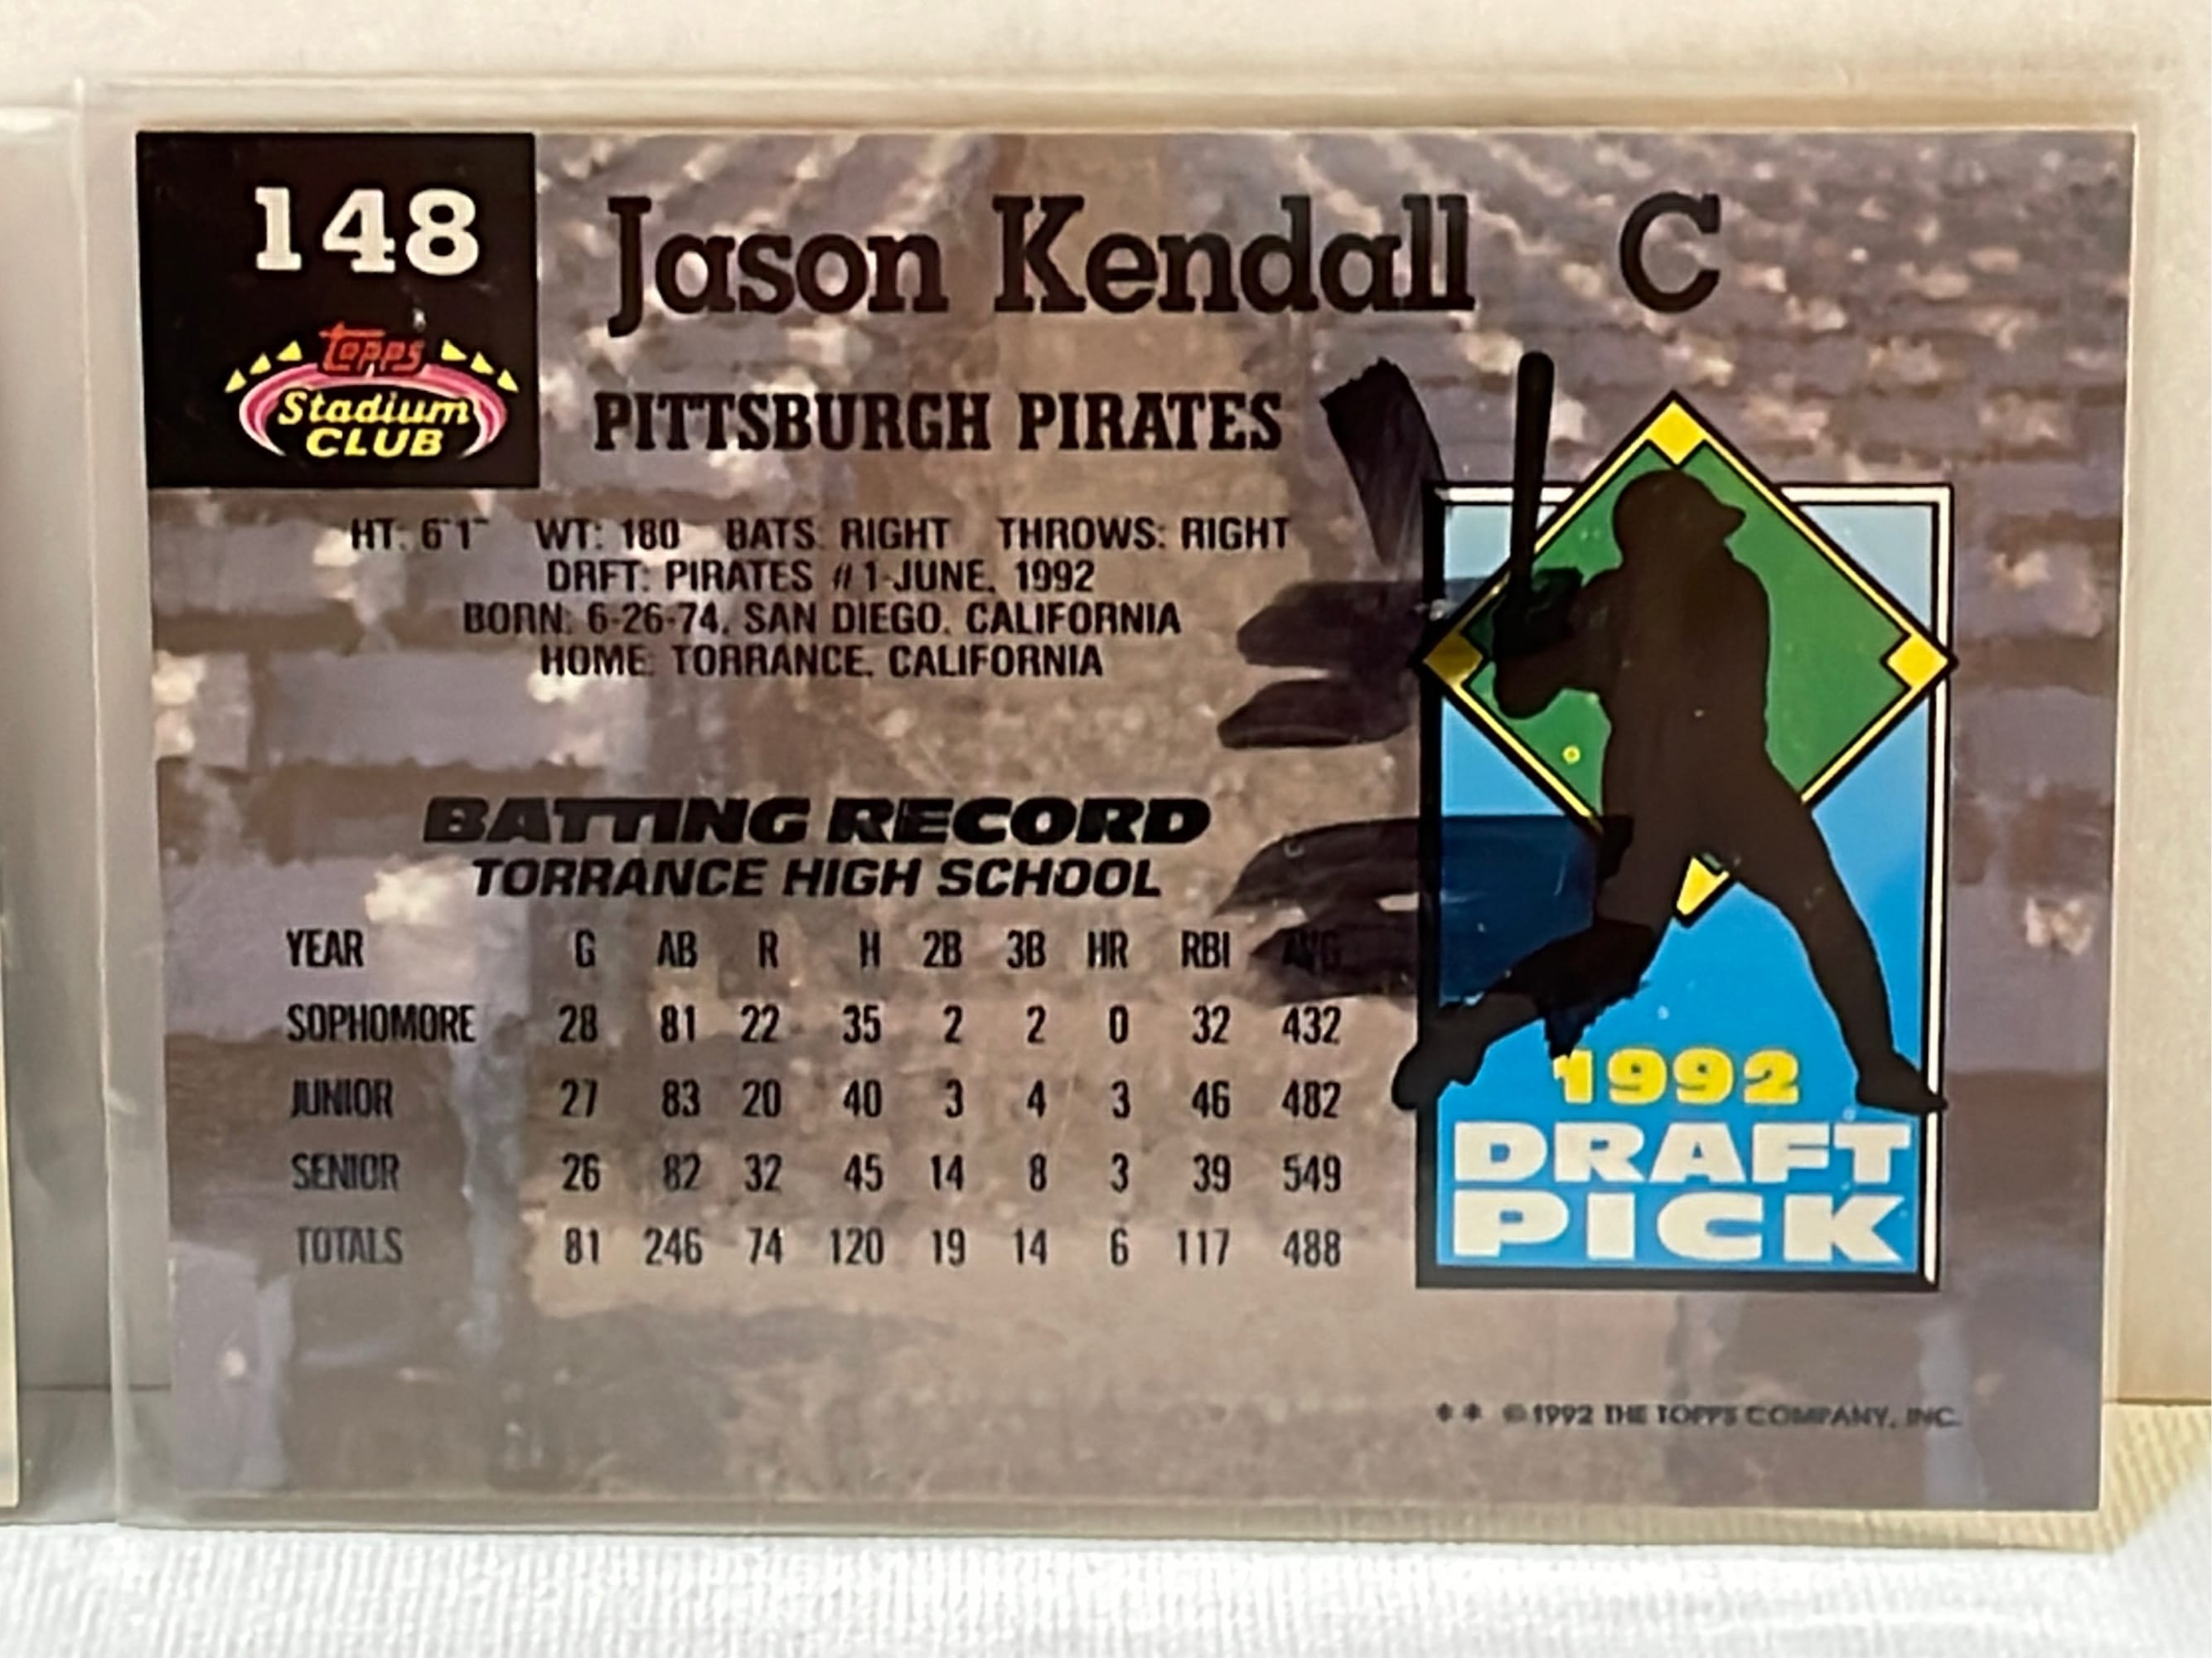 148 Jason Kendall C
topps
Stadium
CLUB
PITTSBURGH PIRATES
HT: 6'1" WT: 180 BATS: RIGHT THROWS: RIGHT
DRFT: PIRATES #1-JUNE, 1992
BORN: 6-26-74, SAN DIEGO, CALIFORNIA
HOME: TORRANCE, CALIFORNIA
BATTING RECORD
TORRANCE HIGH SCHOOL
YEAR G AB R H 2B 3B HR RBI AVG
SOPHOMORE 28 81 22 35 2 2 0 32 432
JUNIOR 27 83 20 40 3 4 3 46 482
SENIOR 26 82 32 45 14 8 3 39 549
TOTALS 81 246 74 120 19 14 6 117 488
1992
DRAFT
PICK
* * © 1992 THE TOPPS COMPANY, INC.